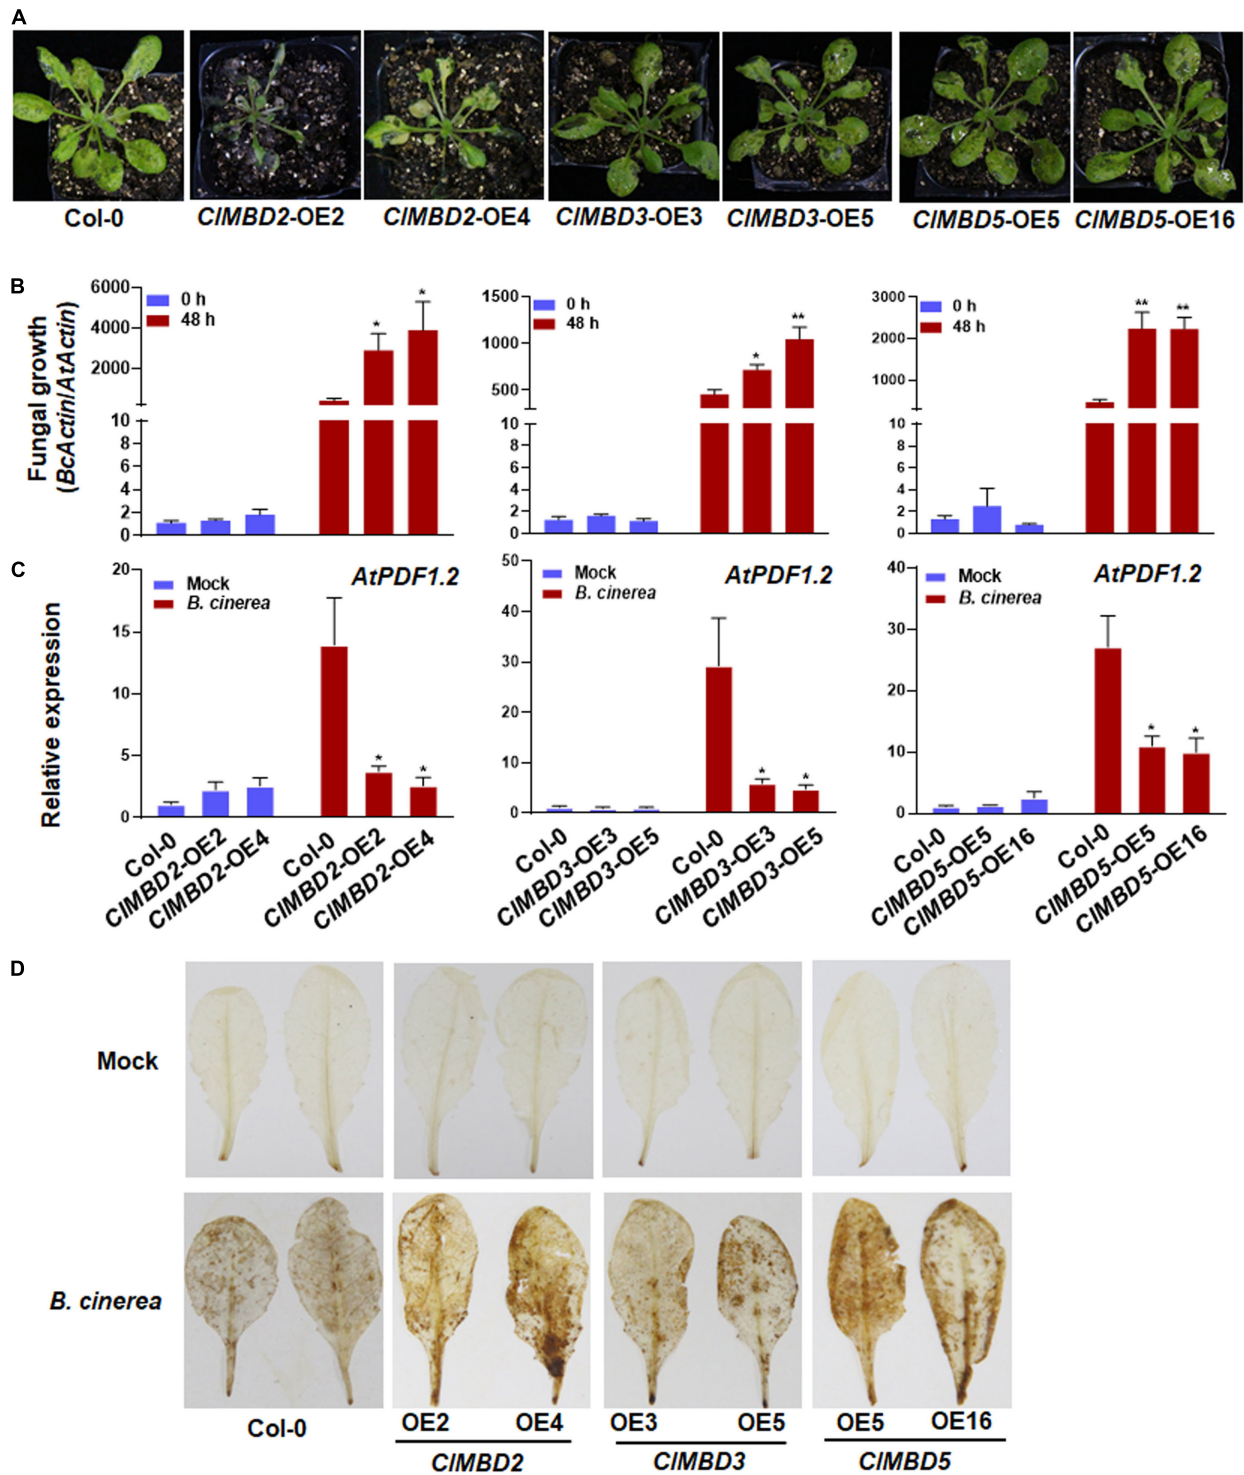 A
Col-0
ClMBD2-OE2
ClMBD2-OE4
ClMBD3-OE3
ClMBD3-OE5
ClMBD5-OE5
ClMBD5-OE16
B
Fungal growth
(BcActin/AtActin)
6000
4000
2000
10
8
6
4
2
0
0 h
48 h
*
*
1500
1000
500
10
8
6
4
2
0
0 h
48 h
*
**
3000
2000
1000
10
8
6
4
2
0
0 h
48 h
**
**
C
Relative expression
20
15
10
5
0
Mock
B. cinerea
AtPDF1.2
*
*
Col-0
ClMBD2-OE2
ClMBD2-OE4
Col-0
ClMBD2-OE2
ClMBD2-OE4
50
40
30
20
10
0
Mock
B. cinerea
AtPDF1.2
*
*
Col-0
ClMBD3-OE3
ClMBD3-OE5
Col-0
ClMBD3-OE3
ClMBD3-OE5
40
30
20
10
0
Mock
B. cinerea
AtPDF1.2
*
*
Col-0
ClMBD5-OE5
ClMBD5-OE16
Col-0
ClMBD5-OE5
ClMBD5-OE16
D
Mock
B. cinerea
Col-0
OE2
OE4
OE3
OE5
OE5
OE16
ClMBD2
ClMBD3
ClMBD5